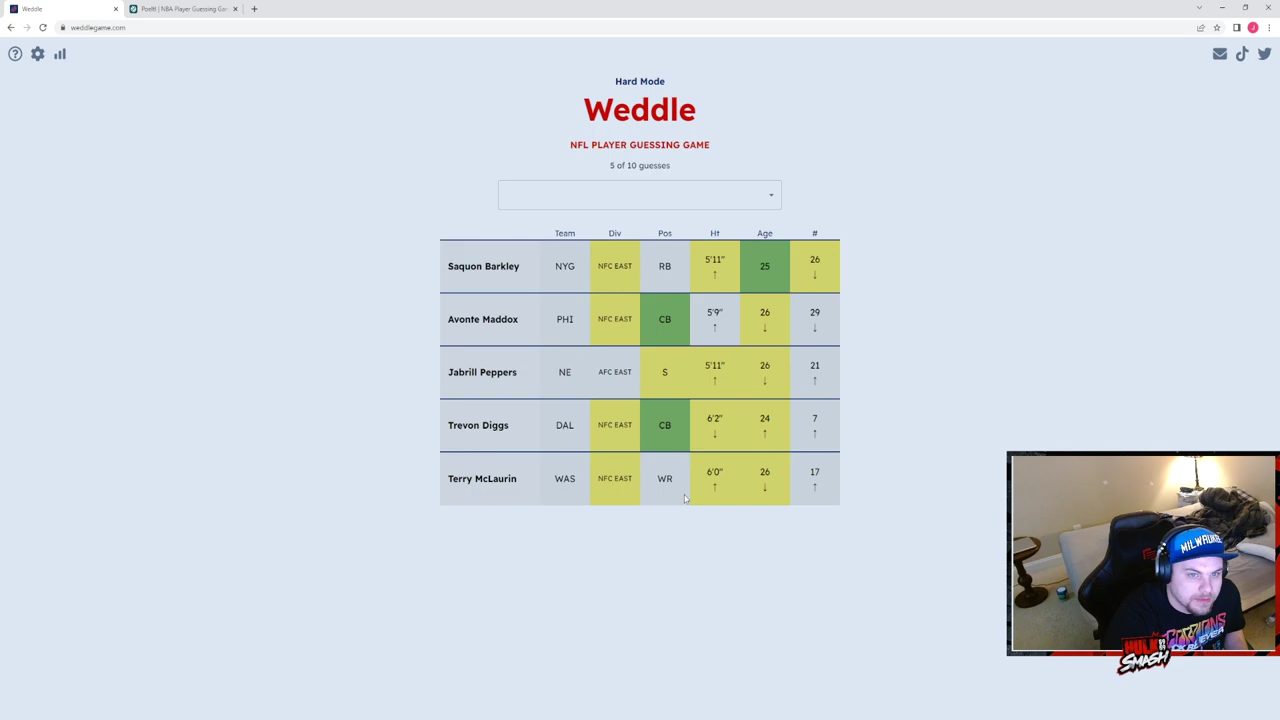 Weddle
Poeltl | NBA Player Guessing Ga
weddlegame.com
Hard Mode
Weddle
NFL PLAYER GUESSING GAME
5 of 10 guesses
Team Div Pos Ht Age #
Saquon Barkley NYG NFC EAST RB 5'11" ↑ 25 26 ↓
Avonte Maddox PHI NFC EAST CB 5'9" ↑ 26 ↓ 29 ↓
Jabrill Peppers NE AFC EAST S 5'11" ↑ 26 ↓ 21 ↑
Trevon Diggs DAL NFC EAST CB 6'2" ↓ 24 ↑ 7 ↑
Terry McLaurin WAS NFC EAST WR 6'0" ↑ 26 ↓ 17 ↑
J
MILWAUKEE
HULK
SMASH